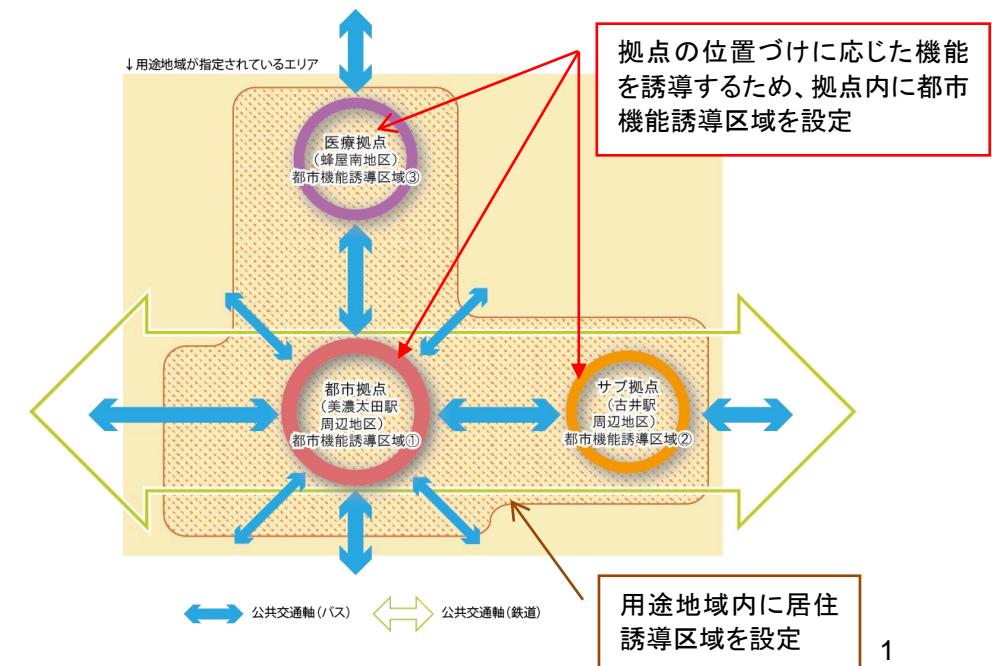 ↓用途地域が指定されているエリア
拠点の位置づけに応じた機能
を誘導するため、拠点内に都市
機能誘導区域を設定
医療拠点
(蜂屋南地区)
都市機能誘導区域③
都市拠点
(美濃太田駅
周辺地区)
都市機能誘導区域①
サブ拠点
(古井駅
周辺地区)
都市機能誘導区域②
公共交通軸(バス)
公共交通軸(鉄道)
用途地域内に居住
誘導区域を設定
1